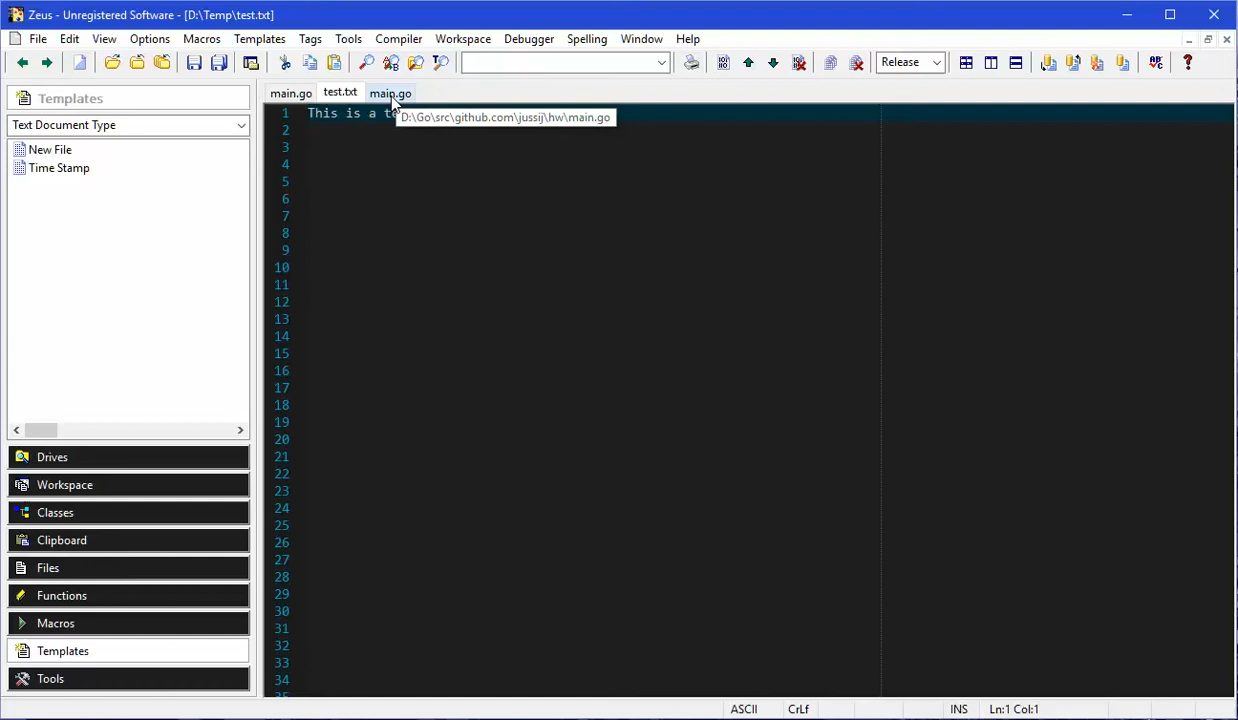 Zeus - Unregistered Software - [D:\Temp\test.txt]
File Edit View Options Macros Templates Tags Tools Compiler Workspace Debugger Spelling Window Help
Release
Templates
main.go test.txt main.go
Text Document Type
1 This is a
D:\Go\src\github.com\jussij\hw\main.go
New File
Time Stamp
2
3
4
5
6
7
8
9
10
11
12
13
14
15
16
17
18
19
20
21
22
23
24
25
26
27
28
29
30
31
32
33
34
35
Drives
Workspace
Classes
Clipboard
Files
Functions
Macros
Templates
Tools
ASCII CrLf INS Ln:1 Col:1